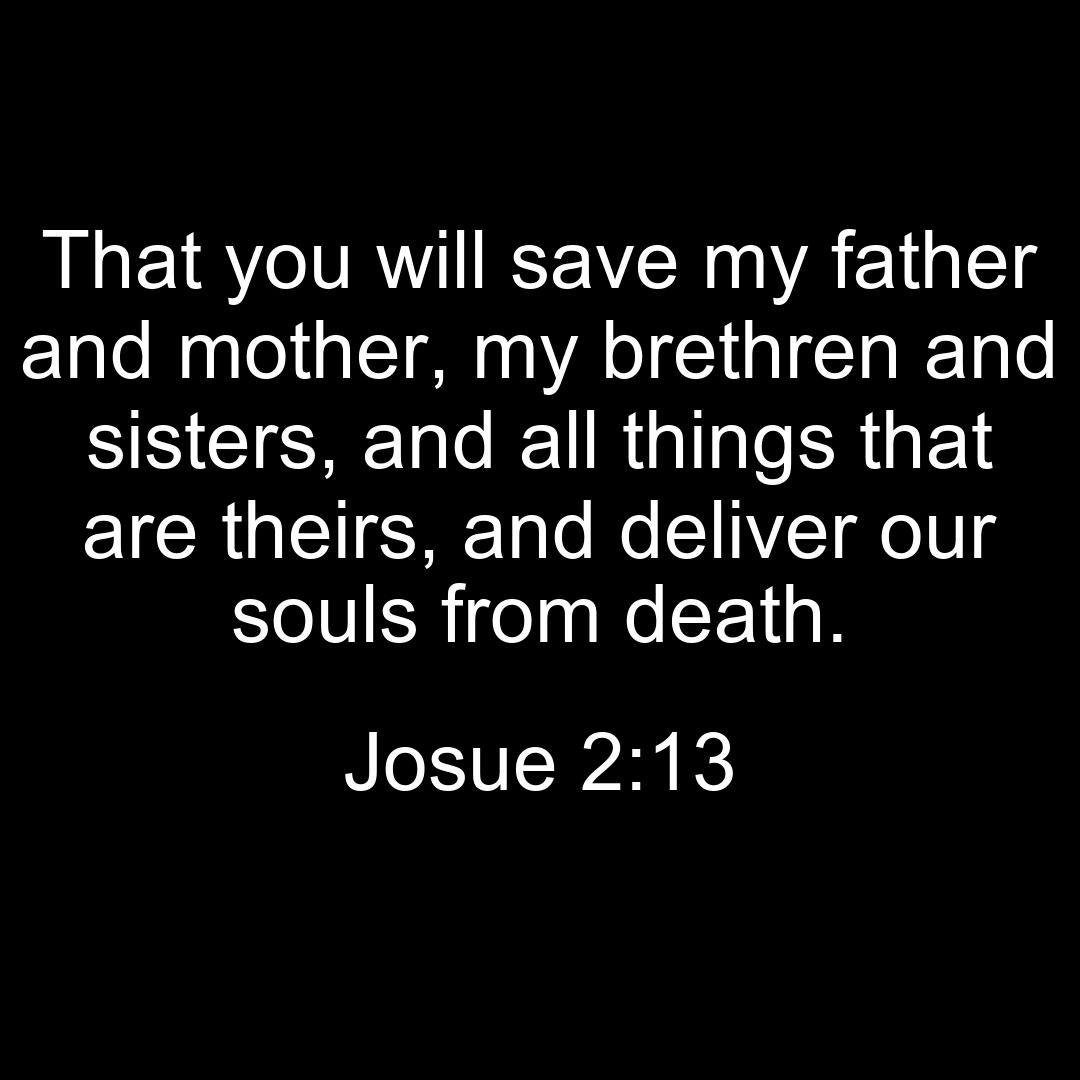 That you will save my father
and mother, my brethren and
sisters, and all things that
are theirs, and deliver our
souls from death.
Josue 2:13